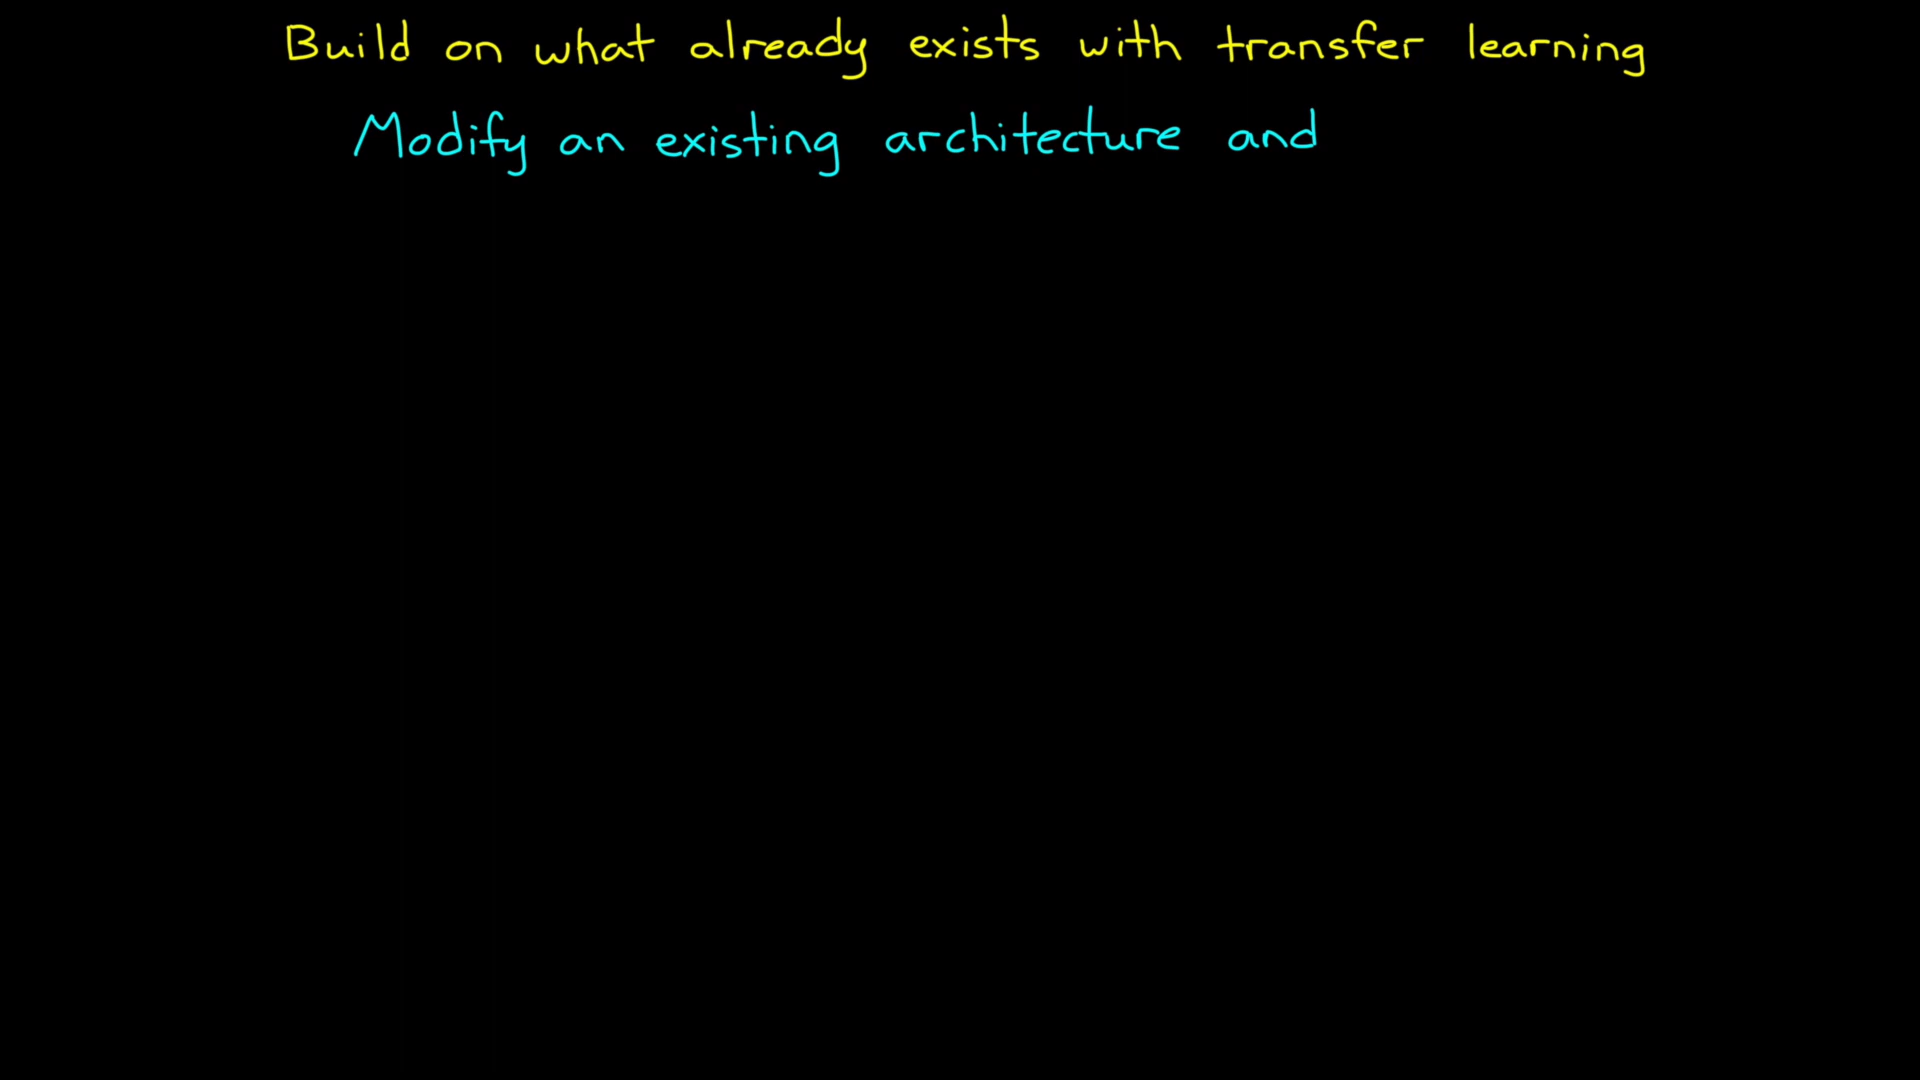 Build on what already exists with transfer learning
Modify an existing architecture and